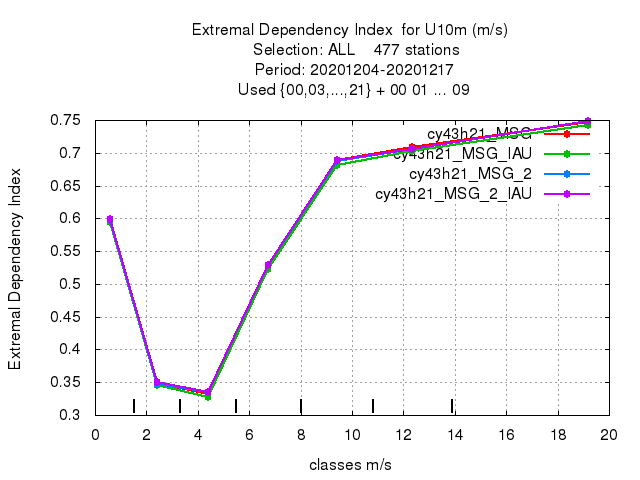 Extremal Dependency Index  for U10m (m/s)
Selection: ALL    477 stations
Period: 20201204-20201217
Used {00,03,...,21} + 00 01 ... 09
Extremal Dependency Index
0.75
0.7
0.65
0.6
0.55
0.5
0.45
0.4
0.35
0.3
cy43h21_MSG
cy43h21_MSG_IAU
cy43h21_MSG_2
cy43h21_MSG_2_IAU
0 2 4 6 8 10 12 14 16 18 20
classes m/s